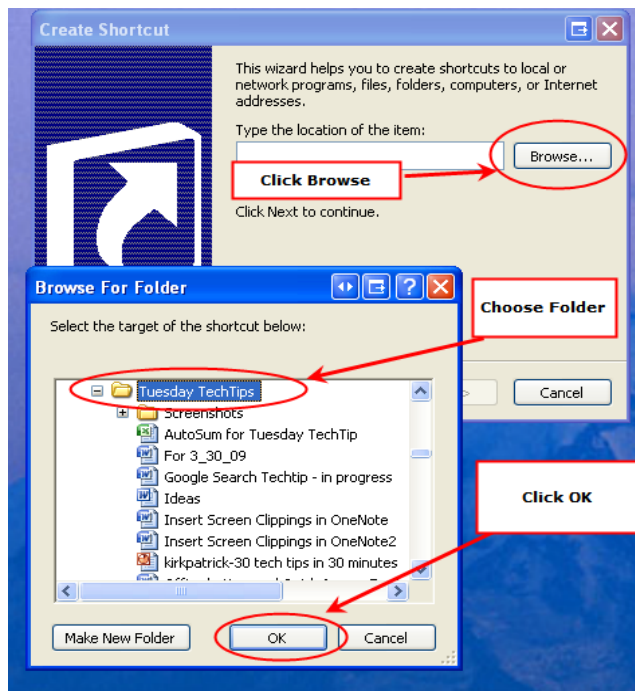 Create Shortcut
This wizard helps you to create shortcuts to local or
network programs, files, folders, computers, or Internet
addresses.
Type the location of the item:
Browse...
Click Browse
Click Next to continue.
Browse For Folder
Choose Folder
Select the target of the shortcut below:
Tuesday TechTips
> Cancel
Screenshots
AutoSum for Tuesday TechTip
For 3_30_09
Google Search Techtip - in progress
Ideas
Click OK
Insert Screen Clippings in OneNote
Insert Screen Clippings in OneNote2
kirkpatrick-30 tech tips in 30 minutes
Make New Folder OK Cancel